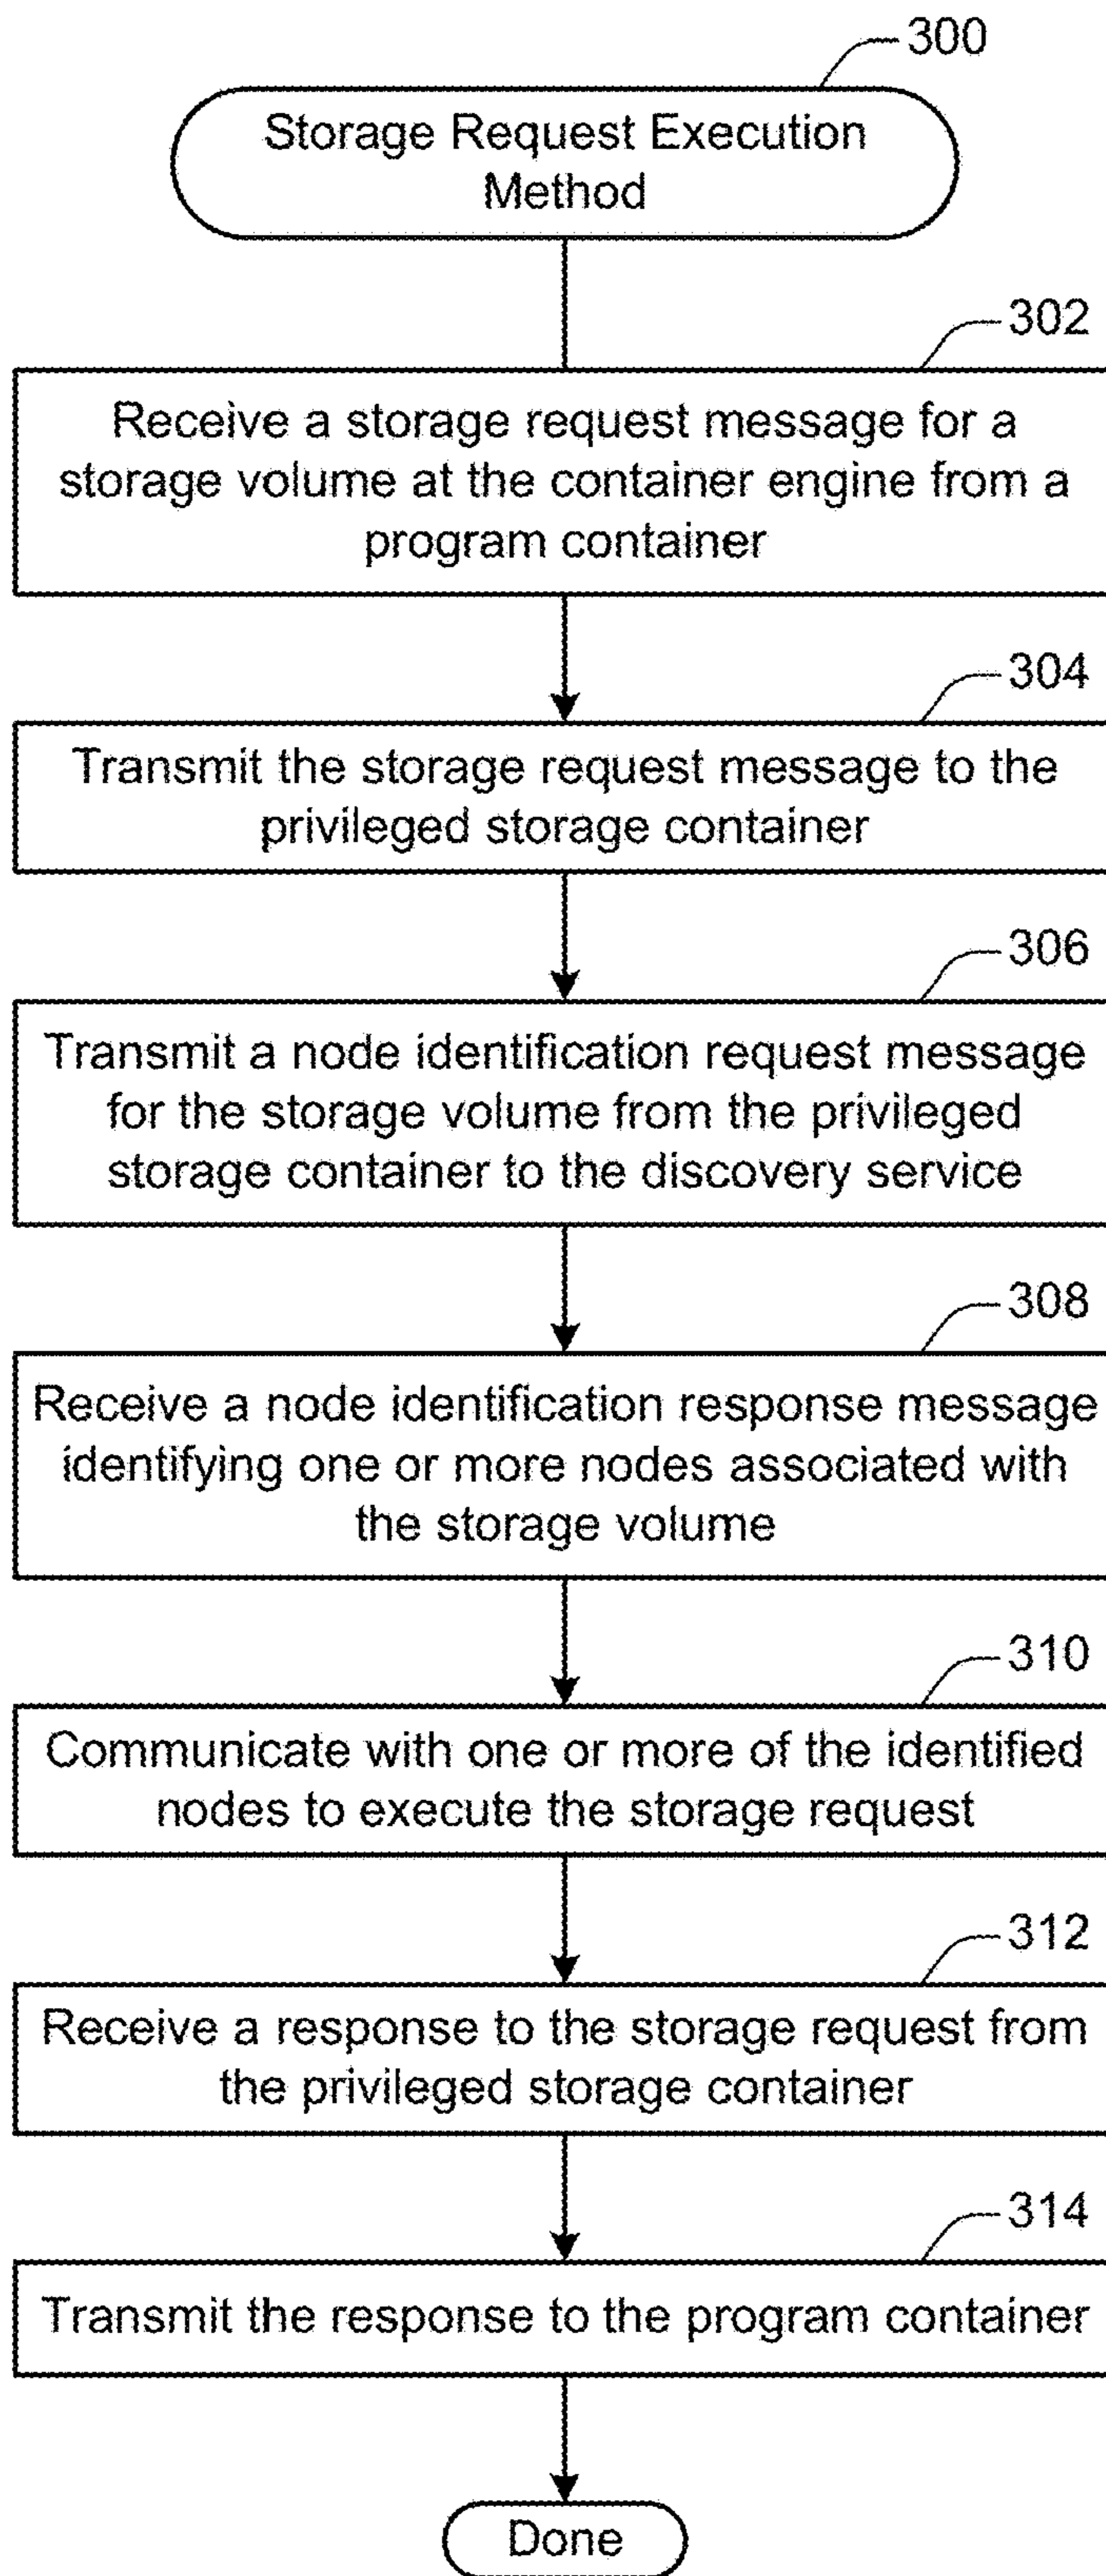 300
Storage Request Execution
Method
302
Receive a storage request message for a
storage volume at the container engine from a
program container
304
Transmit the storage request message to the
privileged storage container
306
Transmit a node identification request message
for the storage volume from the privileged
storage container to the discovery service
308
Receive a node identification response message
identifying one or more nodes associated with
the storage volume
310
Communicate with one or more of the identified
nodes to execute the storage request
312
Receive a response to the storage request from
the privileged storage container
314
Transmit the response to the program container
Done